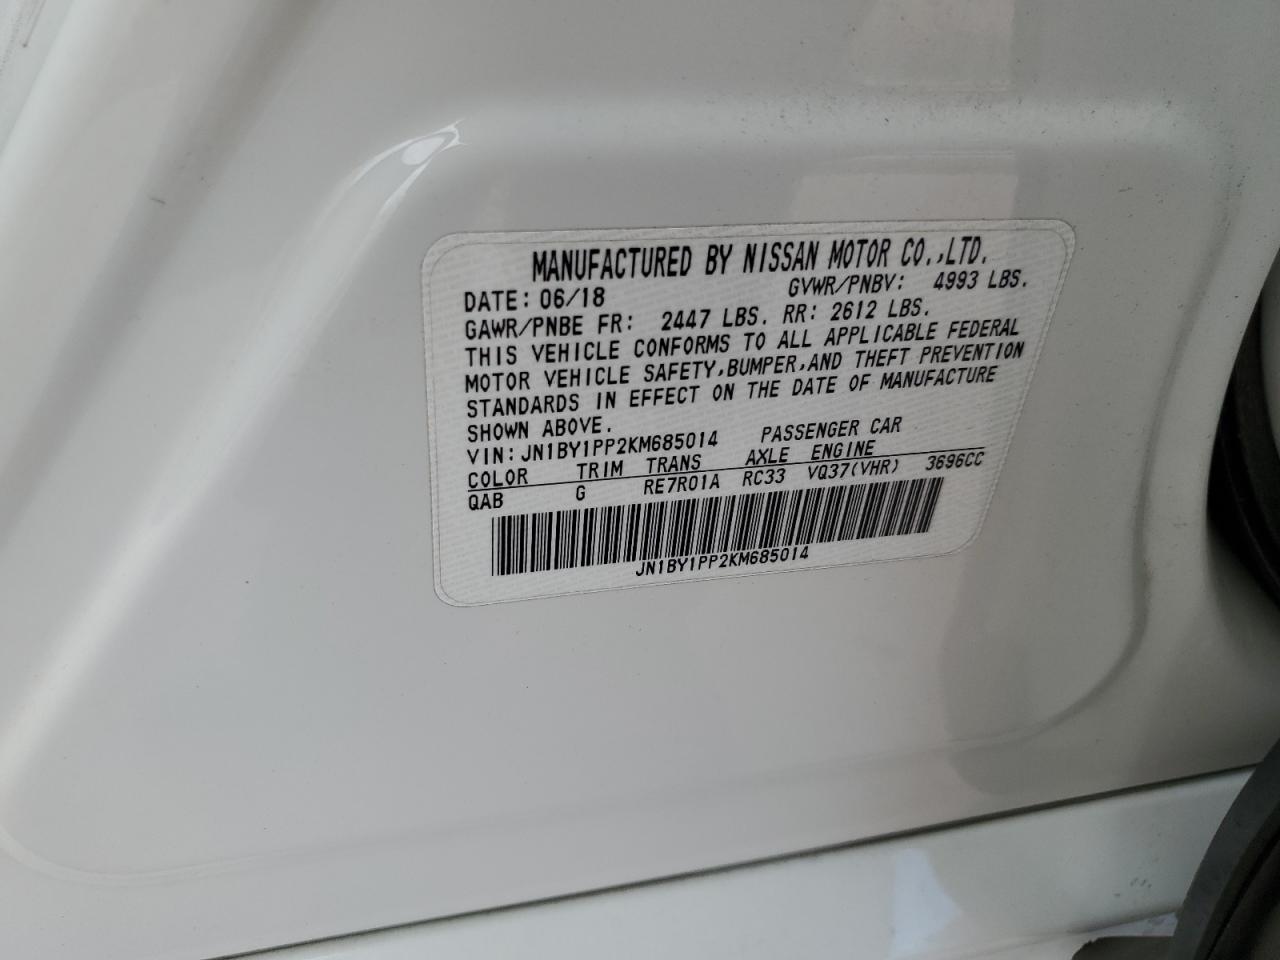 MANUFACTURED BY NISSAN MOTOR CO.,LTD.
DATE: 06/18 GVWR/PNBV: 4993 LBS.
GAWR/PNBE FR: 2447 LBS. RR: 2612 LBS.
THIS VEHICLE CONFORMS TO ALL APPLICABLE FEDERAL
MOTOR VEHICLE SAFETY,BUMPER,AND THEFT PREVENTION
STANDARDS IN EFFECT ON THE DATE OF MANUFACTURE
SHOWN ABOVE.
VIN: JN1BY1PP2KM685014 PASSENGER CAR
COLOR TRIM TRANS AXLE ENGINE
QAB G RE7R01A RC33 VQ37(VHR) 3696CC
JN1BY1PP2KM685014